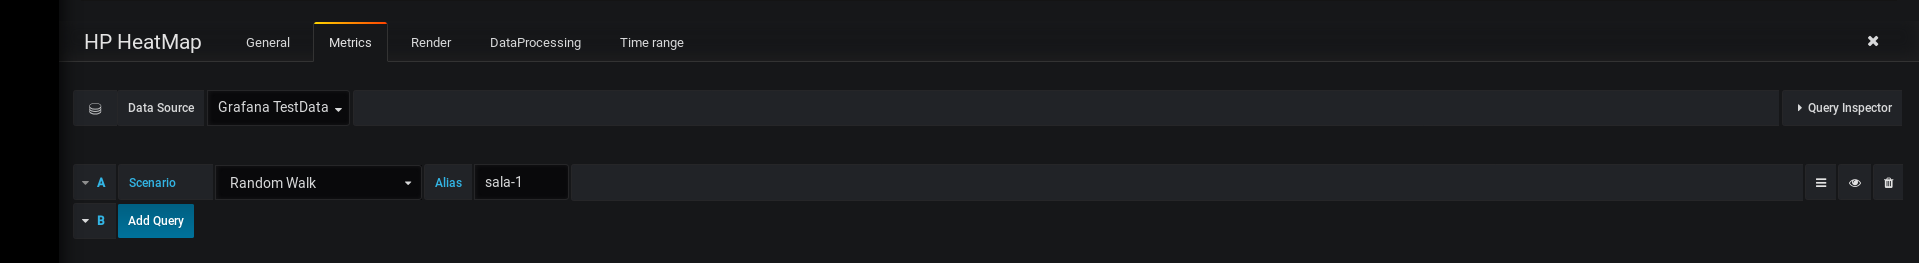 HP HeatMap General Metrics Render DataProcessing Time range
Data Source Grafana TestData Query Inspector
A Scenario Random Walk Alias sala-1
B Add Query